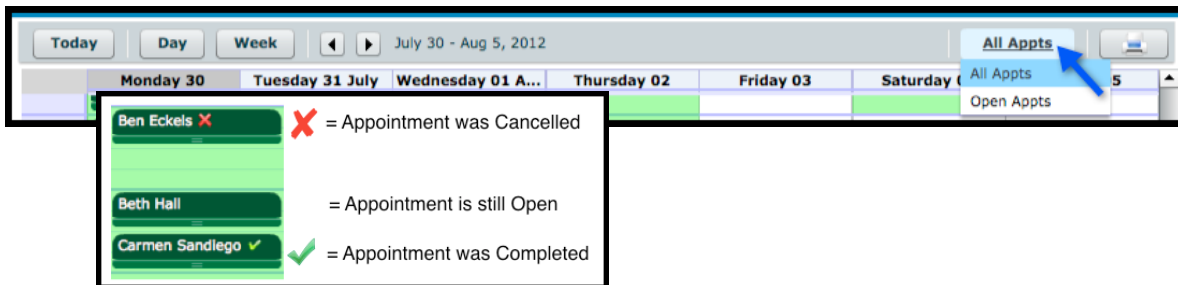 Today Day Week July 30 - Aug 5, 2012 All Appts
Monday 30 Tuesday 31 July Wednesday 01 A... Thursday 02 Friday 03 Saturday 5
All Appts
Open Appts
Ben Eckels = Appointment was Cancelled
Beth Hall = Appointment is still Open
Carmen Sandlego = Appointment was Completed